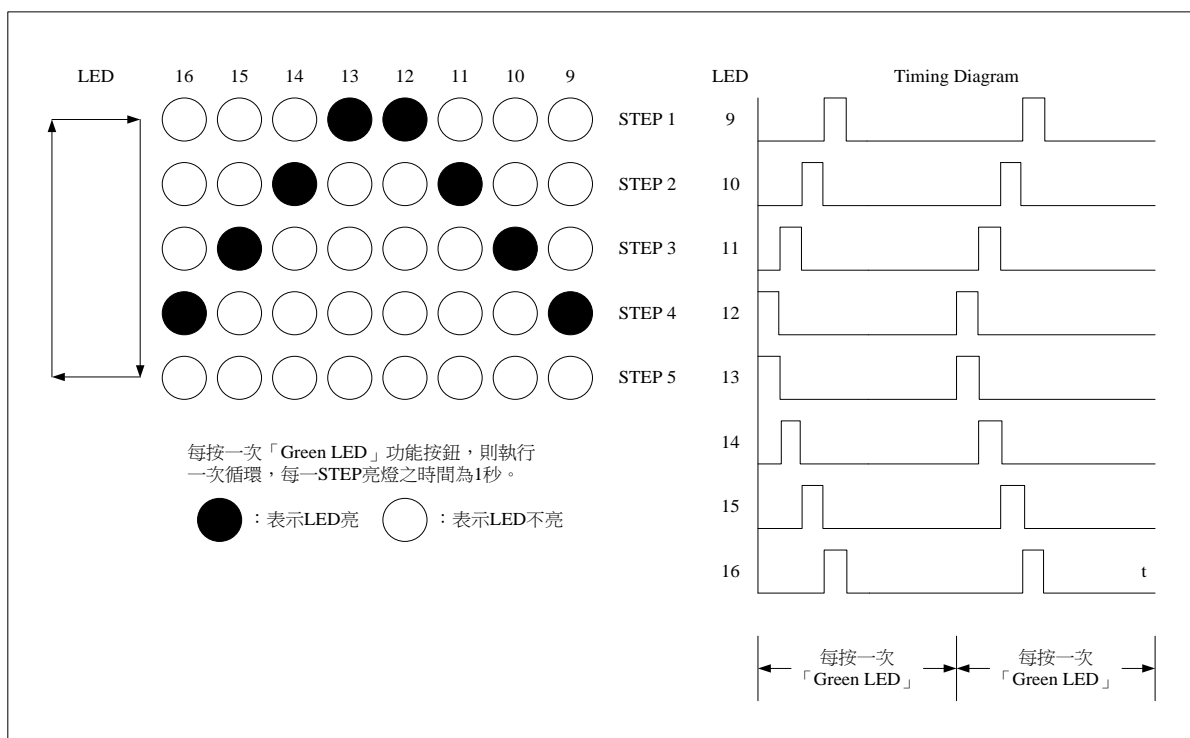 LED 16 15 14 13 12 11 10 9
STEP 1
STEP 2
STEP 3
STEP 4
STEP 5
每按一次「Green LED」功能按鈕，則執行
一次循環，每一STEP亮燈之時間為1秒。
：表示LED亮 ：表示LED不亮
LED Timing Diagram
9
10
11
12
13
14
15
16 t
每按一次
「Green LED」
每按一次
「Green LED」